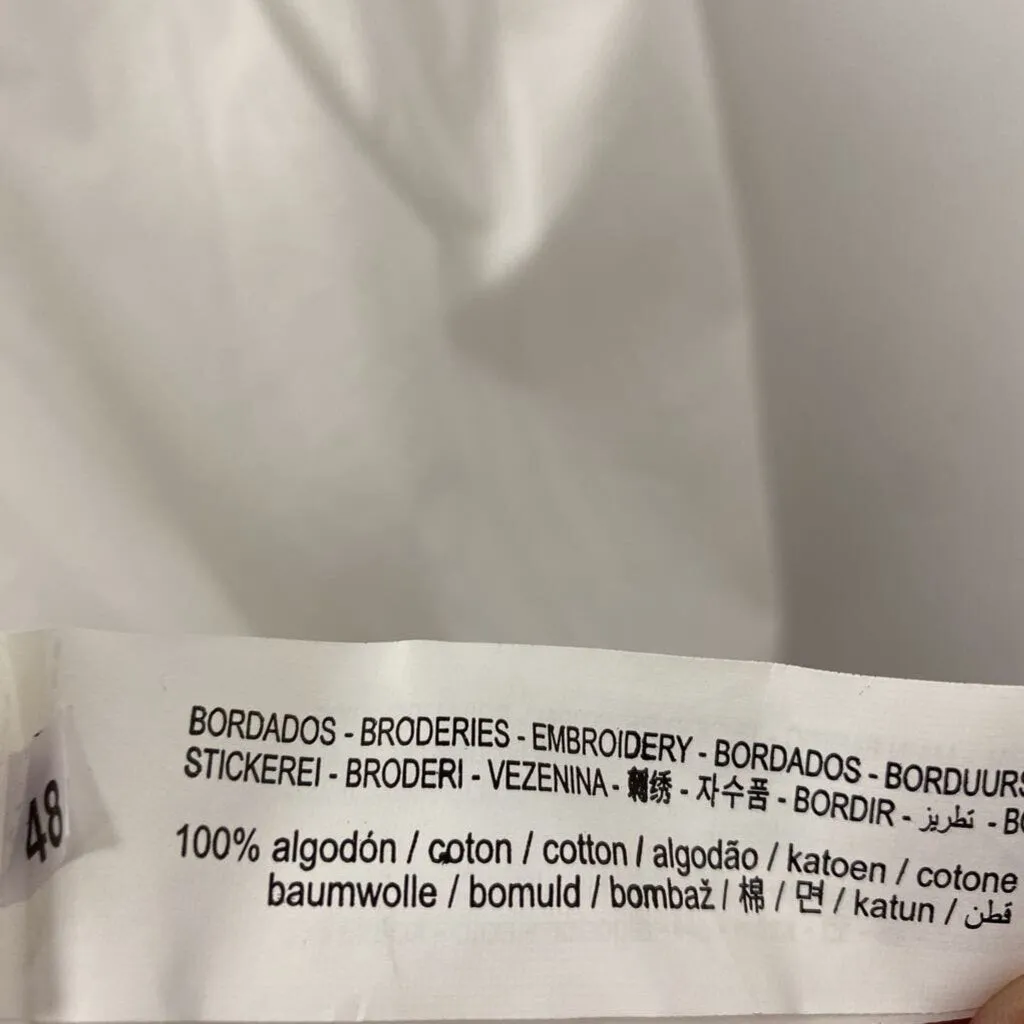 BORDADOS - BRODERIES - EMBROIDERY - BORDADOS - BORDUURS
STICKEREI - BRODERI - VEZENINA - 刺绣 - 자수품 - BORDIR - تطريز -
100% algodón / coton / cotton / algodão / katoen / cotone
baumwolle / bomuld / bombaž / 棉 / 면 / katun / قطن
48